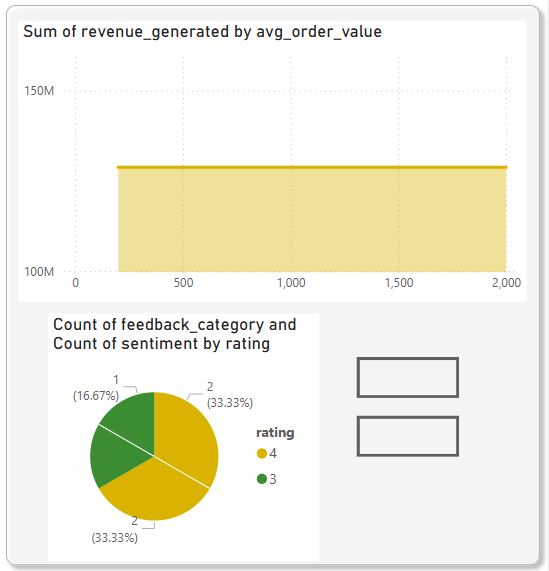 Sum of revenue_generated by avg_order_value
150M
100M
0
500
1,000
1,500
2,000
Count of feedback_category and
Count of sentiment by rating
1
(16.67%)
2
(33.33%)
2
(33.33%)
rating
4
3